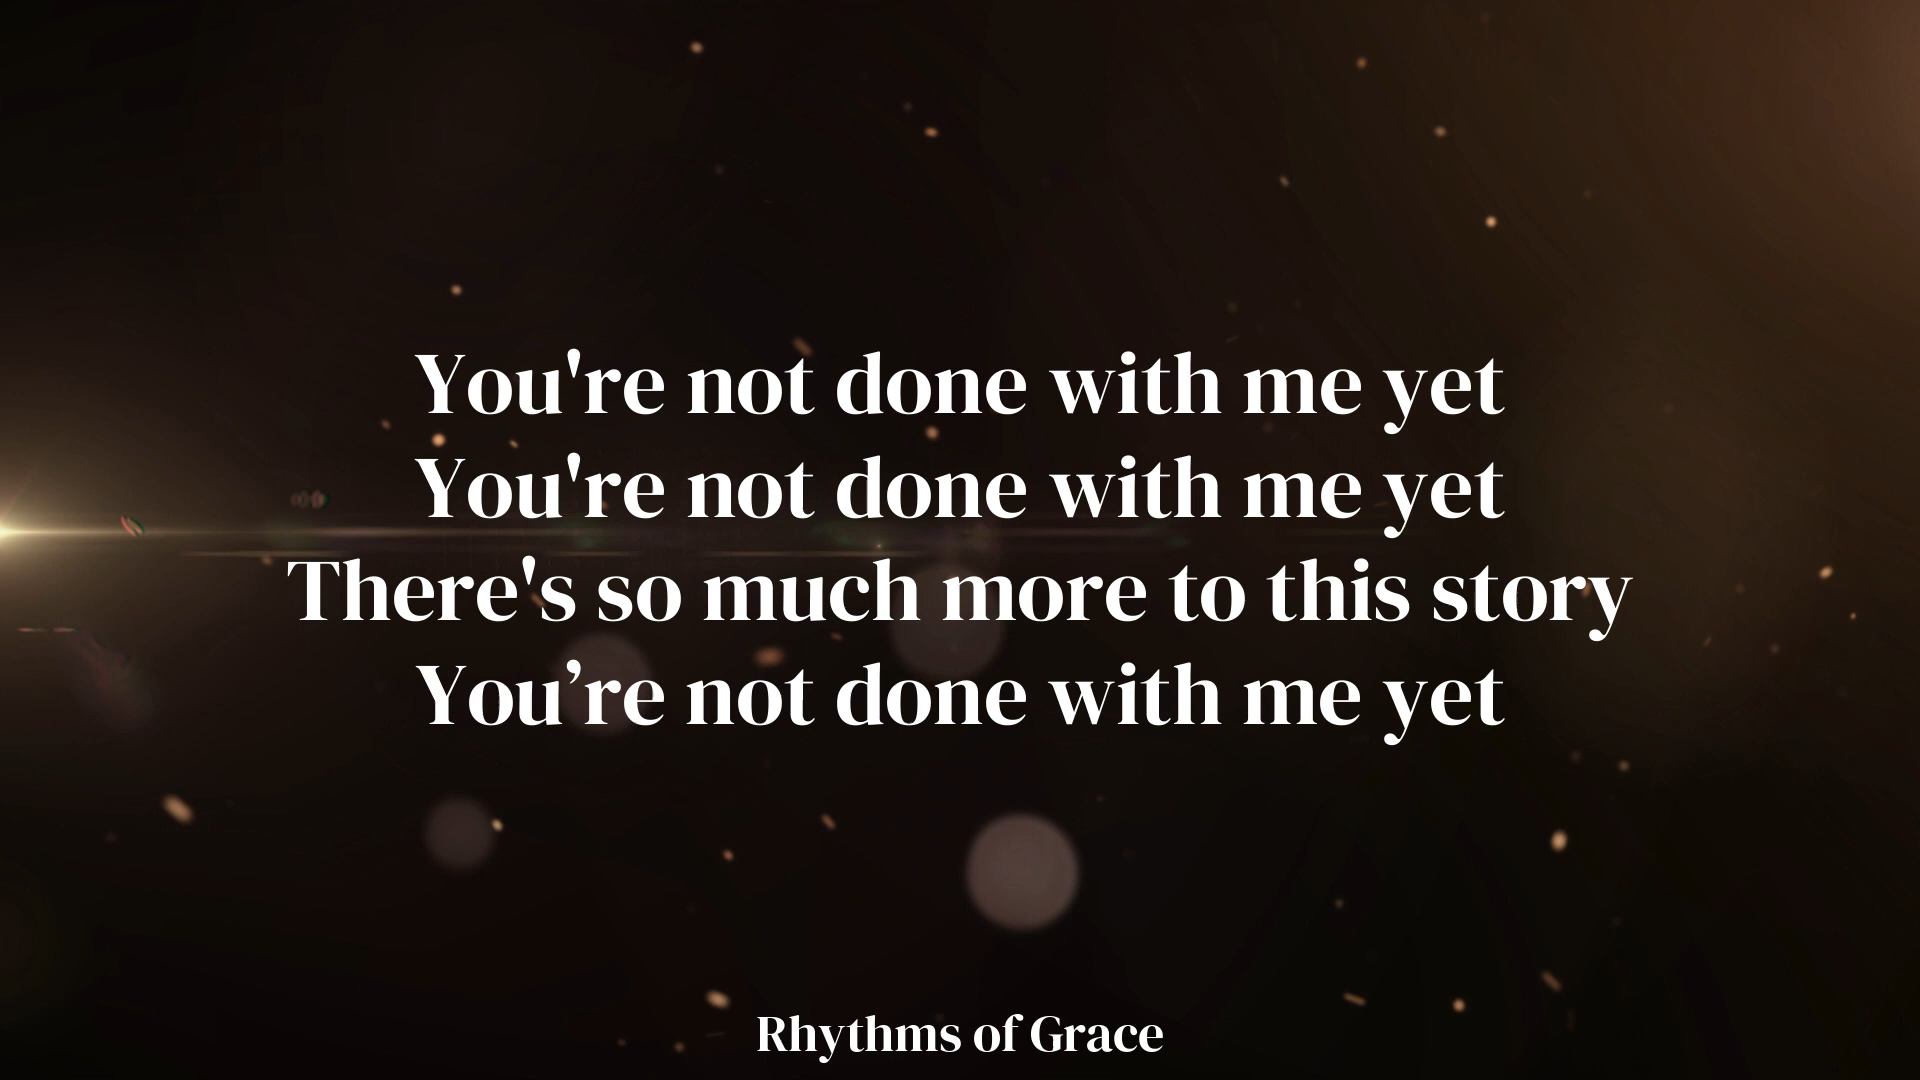 You're not done with me yet
You're not done with me yet
There's so much more to this story
You’re not done with me yet
Rhythms of Grace